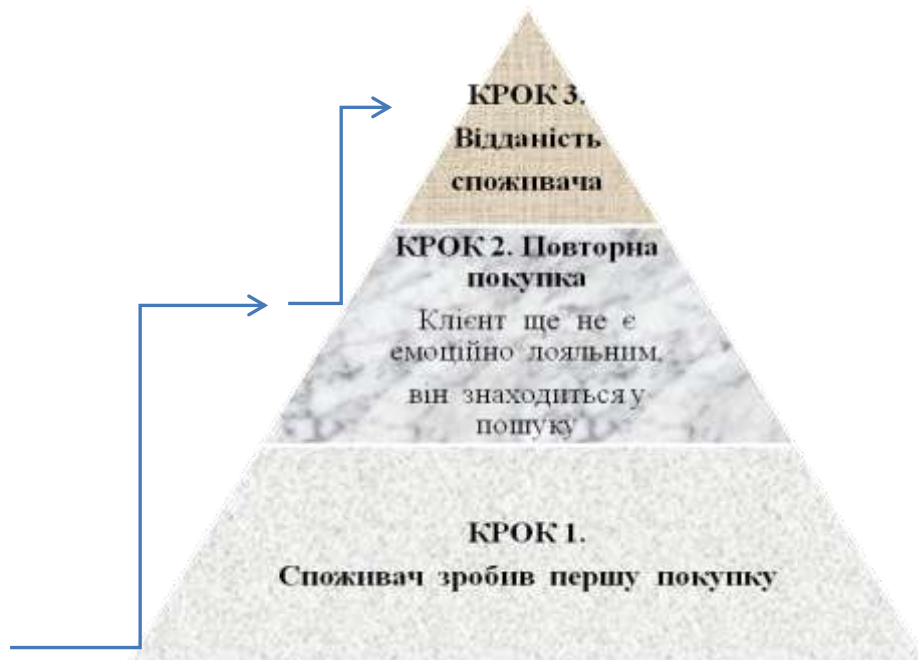 КРОК 3.
Відданість
споживача
КРОК 2. Повторна
покупка
Клієнт ще не є
емоційно лояльним,
він знаходиться у
пошуку
КРОК 1.
Споживач зробив першу покупку